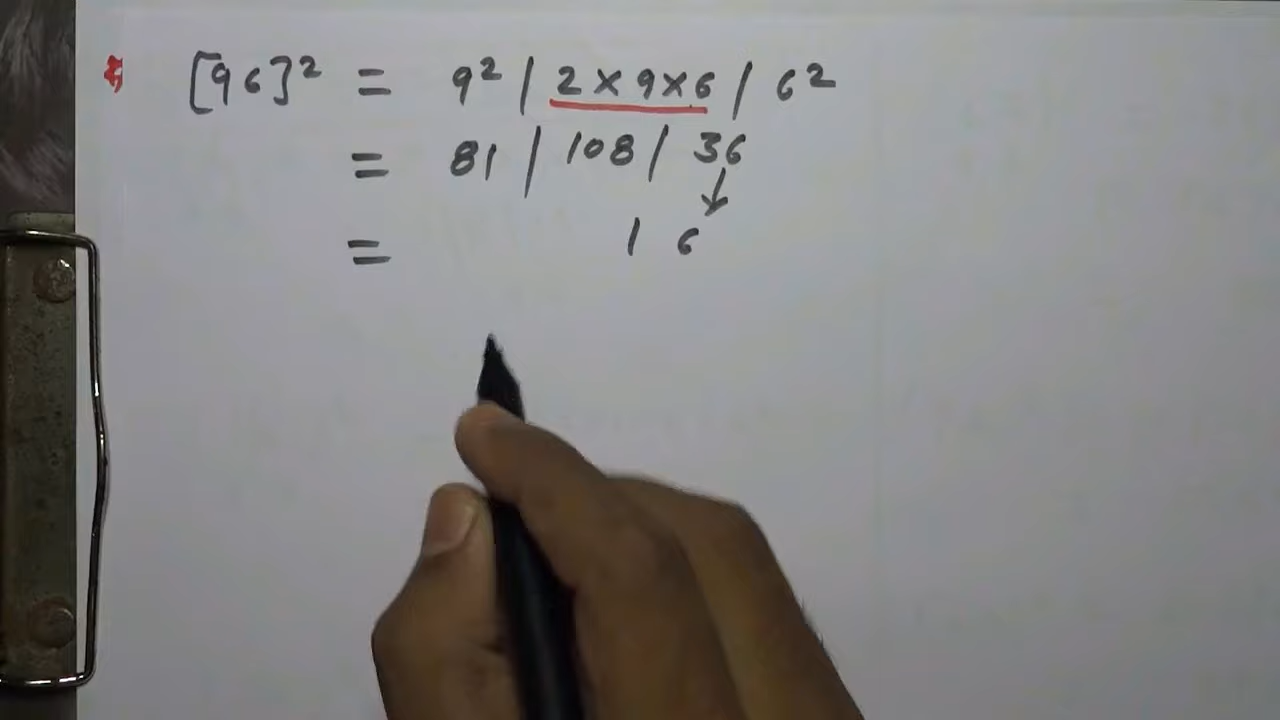 [96]² = 9² / 2×9×6 / 6²
= 81 / 108 / 36
↓
= 1 6